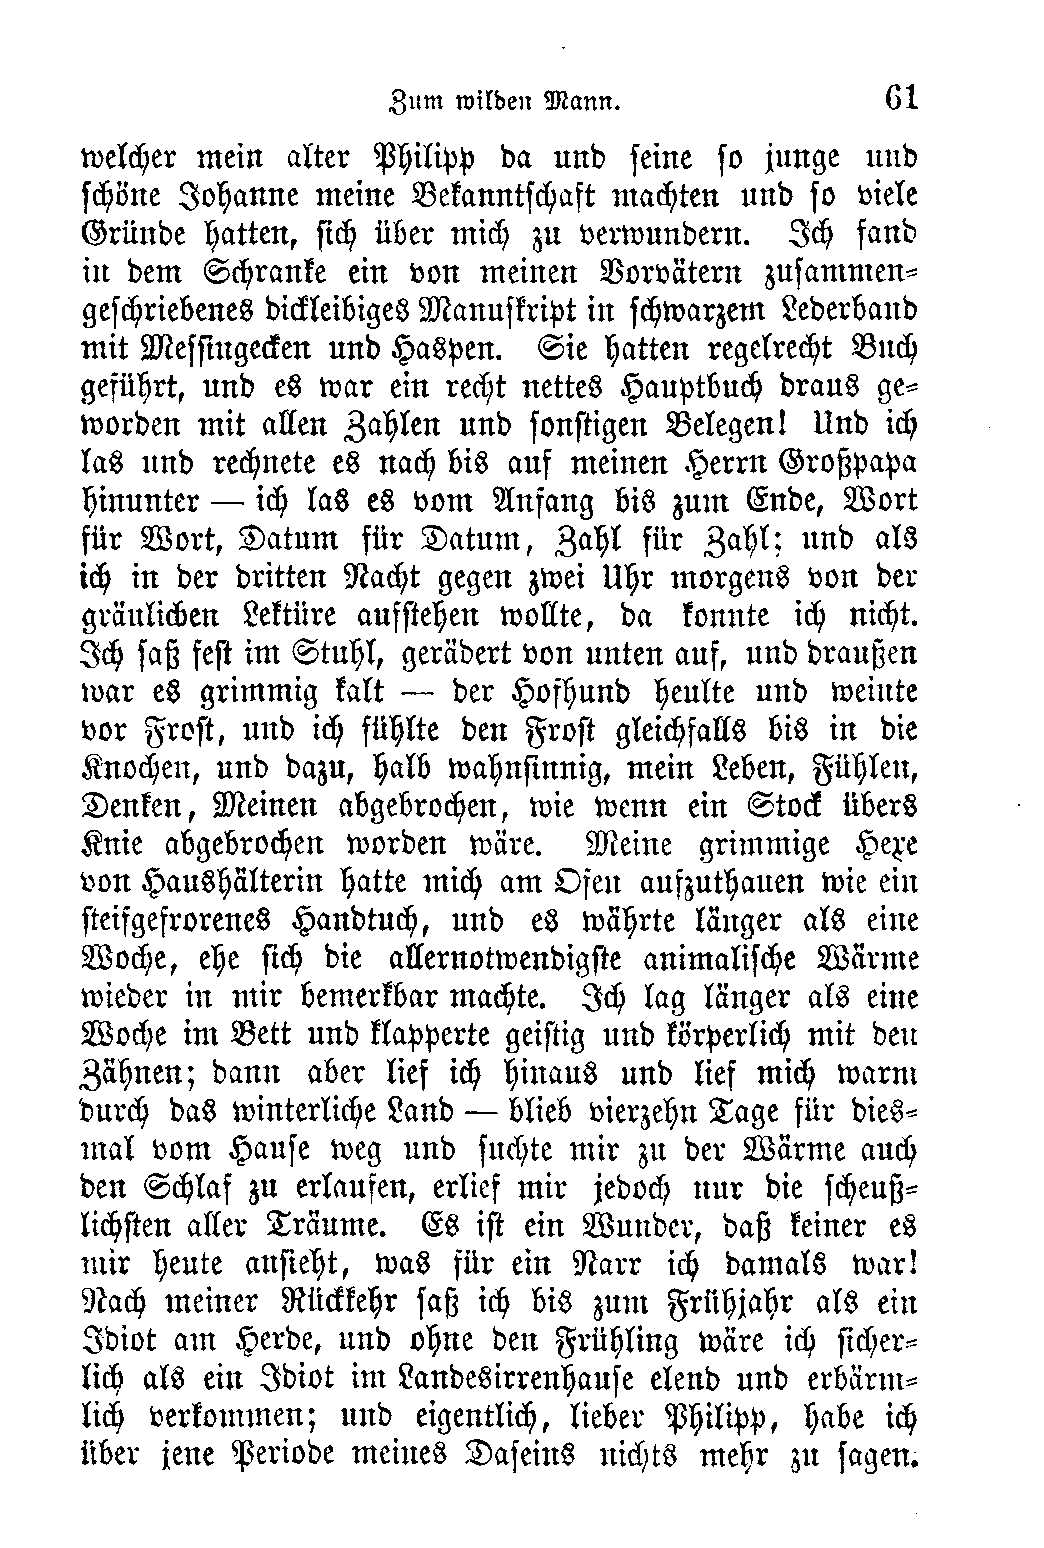 Zum wilden Mann. 61
welcher mein alter Philipp da und seine so junge und
schöne Johanne meine Bekanntschaft machten und so viele
Gründe hatten, sich über mich zu verwundern. Ich fand
in dem Schranke ein von meinen Vorvätern zusammen-
geschriebenes dickleibiges Manuskript in schwarzem Lederband
mit Messingecken und Haspen. Sie hatten regelrecht Buch
geführt, und es war ein recht nettes Hauptbuch draus ge-
worden mit allen Zahlen und sonstigen Belegen! Und ich
las und rechnete es nach bis auf meinen Herrn Großpapa
hinunter — ich las es vom Anfang bis zum Ende, Wort
für Wort, Datum für Datum, Zahl für Zahl; und als
ich in der dritten Nacht gegen zwei Uhr morgens von der
gräulichen Lektüre aufstehen wollte, da konnte ich nicht.
Ich saß fest im Stuhl, gerädert von unten auf, und draußen
war es grimmig kalt — der Hofhund heulte und weinte
vor Frost, und ich fühlte den Frost gleichfalls bis in die
Knochen, und dazu, halb wahnsinnig, mein Leben, Fühlen,
Denken, Meinen abgebrochen, wie wenn ein Stock übers
Knie abgebrochen worden wäre. Meine grimmige Hexe
von Haushälterin hatte mich am Ofen aufzuthauen wie ein
steifgefrorenes Handtuch, und es währte länger als eine
Woche, ehe sich die allernotwendigste animalische Wärme
wieder in mir bemerkbar machte. Ich lag länger als eine
Woche im Bett und klapperte geistig und körperlich mit den
Zähnen; dann aber lief ich hinaus und lief mich warm
durch das winterliche Land — blieb vierzehn Tage für dies-
mal vom Hause weg und suchte mir zu der Wärme auch
den Schlaf zu erlaufen, erlief mir jedoch nur die scheuß-
lichsten aller Träume. Es ist ein Wunder, daß keiner es
mir heute ansieht, was für ein Narr ich damals war!
Nach meiner Rückkehr saß ich bis zum Frühjahr als ein
Idiot am Herde, und ohne den Frühling wäre ich sicher-
lich als ein Idiot im Landesirrenhause elend und erbärm-
lich verkommen; und eigentlich, lieber Philipp, habe ich
über jene Periode meines Daseins nichts mehr zu sagen.